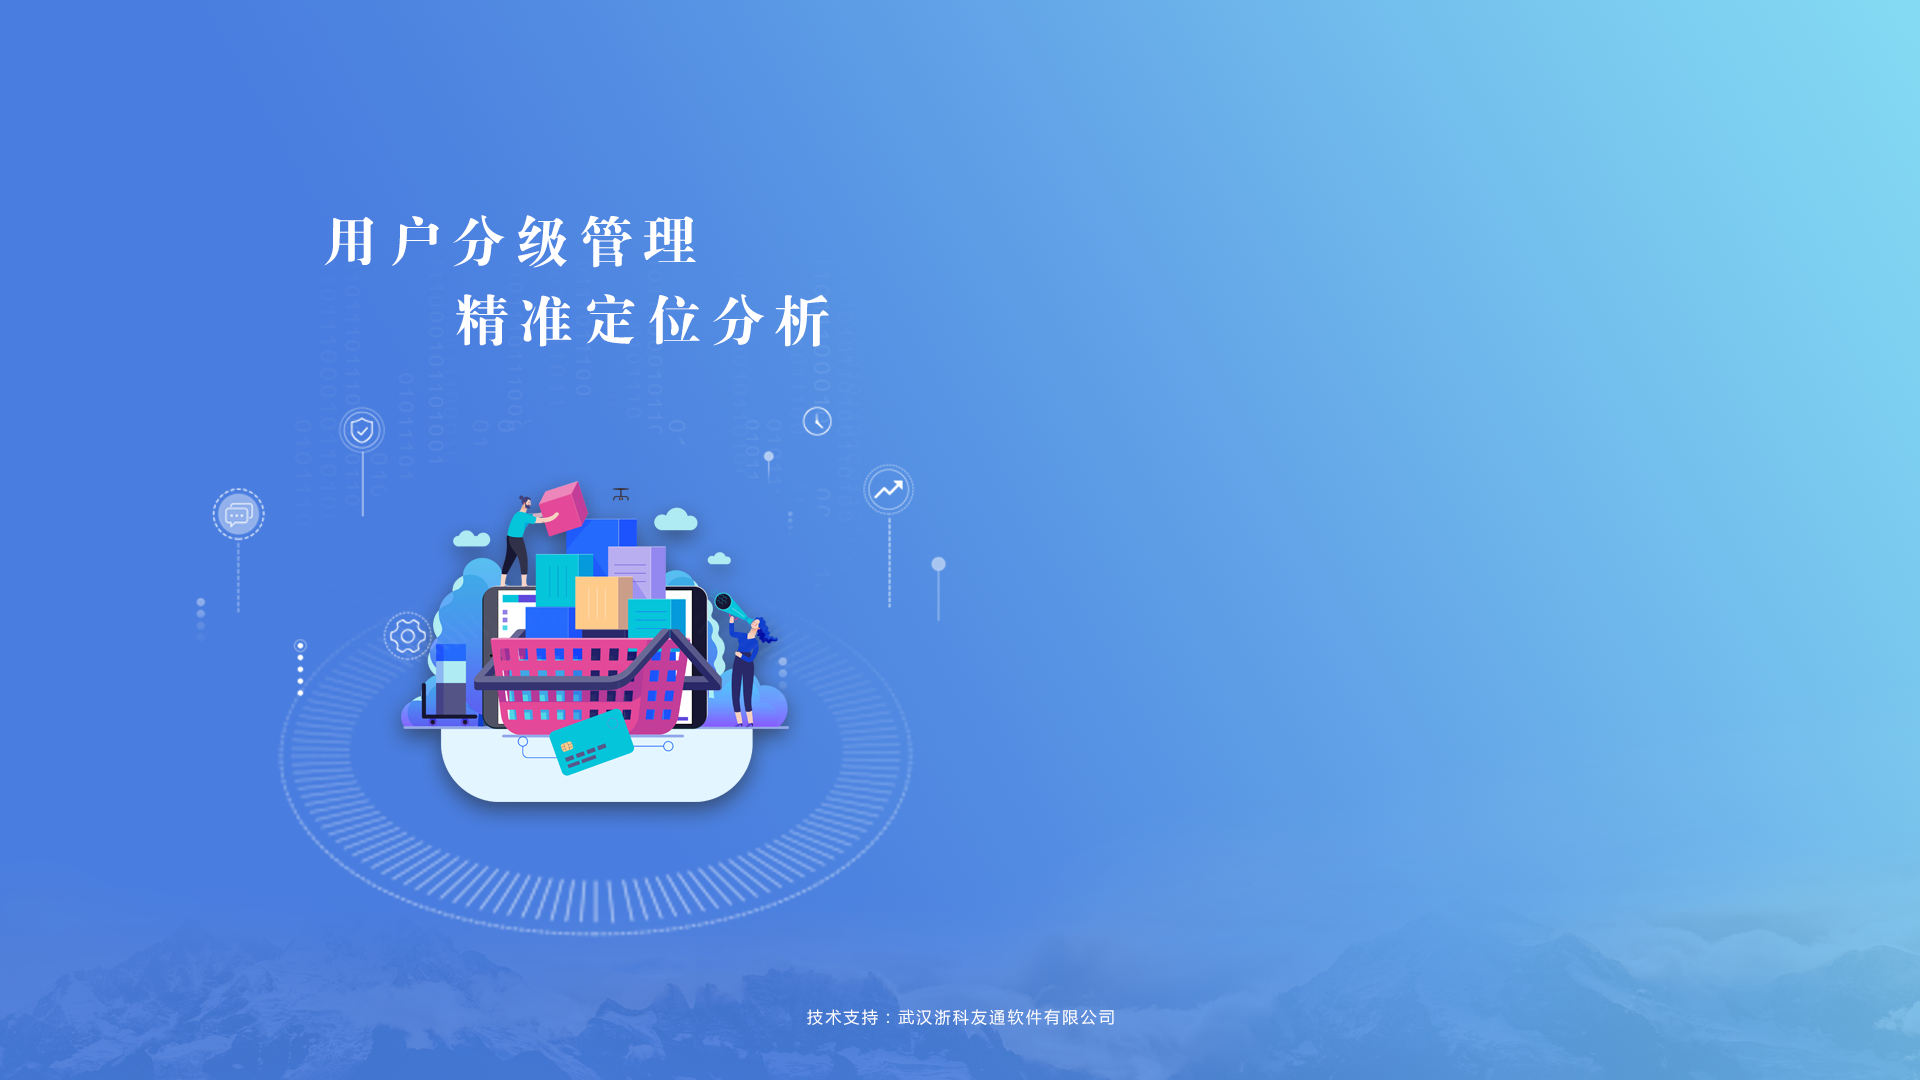 用户分级管理
精准定位分析
技术支持：武汉浙科友通软件有限公司